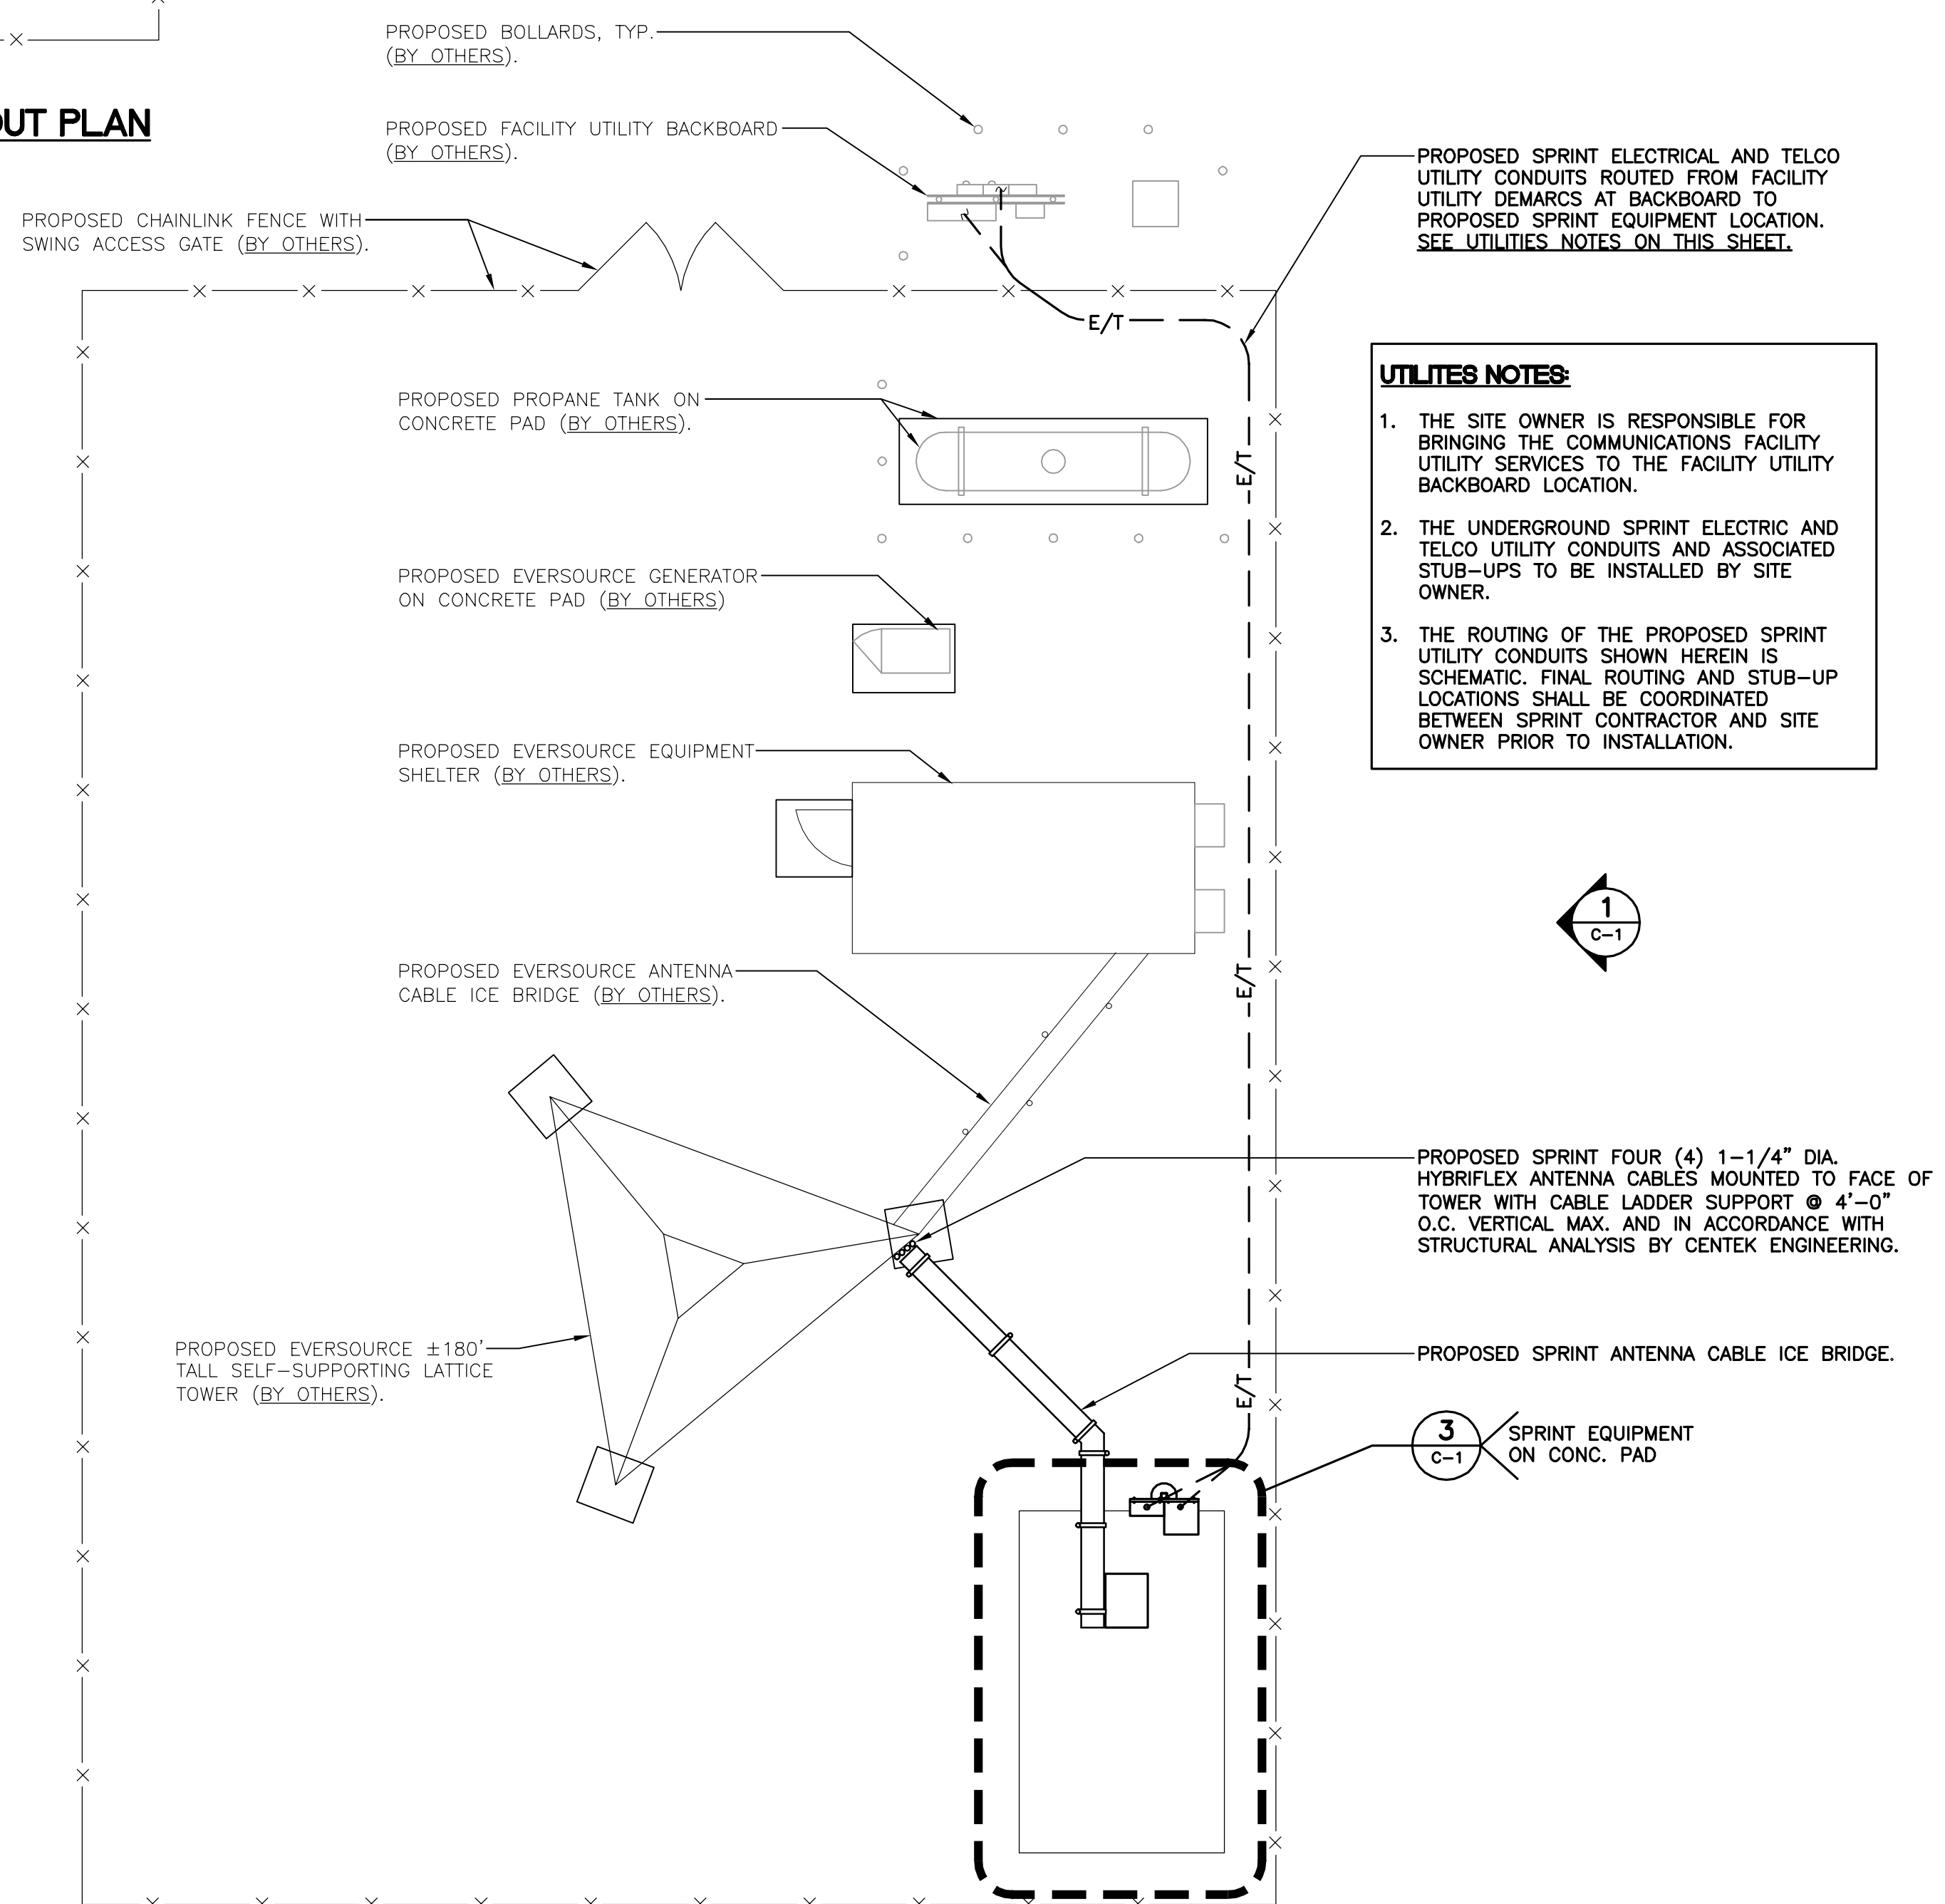 OUT PLAN
PROPOSED BOLLARDS, TYP.
(BY OTHERS).
PROPOSED FACILITY UTILITY BACKBOARD
(BY OTHERS).
PROPOSED CHAINLINK FENCE WITH
SWING ACCESS GATE (BY OTHERS).
PROPOSED SPRINT ELECTRICAL AND TELCO
UTILITY CONDUITS ROUTED FROM FACILITY
UTILITY DEMARCS AT BACKBOARD TO
PROPOSED SPRINT EQUIPMENT LOCATION.
SEE UTILITIES NOTES ON THIS SHEET.
E/T
PROPOSED PROPANE TANK ON
CONCRETE PAD (BY OTHERS).
E/T
UTILITES NOTES:
1. THE SITE OWNER IS RESPONSIBLE FOR
BRINGING THE COMMUNICATIONS FACILITY
UTILITY SERVICES TO THE FACILITY UTILITY
BACKBOARD LOCATION.
2. THE UNDERGROUND SPRINT ELECTRIC AND
TELCO UTILITY CONDUITS AND ASSOCIATED
STUB-UPS TO BE INSTALLED BY SITE
OWNER.
3. THE ROUTING OF THE PROPOSED SPRINT
UTILITY CONDUITS SHOWN HEREIN IS
SCHEMATIC. FINAL ROUTING AND STUB-UP
LOCATIONS SHALL BE COORDINATED
BETWEEN SPRINT CONTRACTOR AND SITE
OWNER PRIOR TO INSTALLATION.
PROPOSED EVERSOURCE GENERATOR
ON CONCRETE PAD (BY OTHERS)
PROPOSED EVERSOURCE EQUIPMENT
SHELTER (BY OTHERS).
1
C-1
PROPOSED EVERSOURCE ANTENNA
CABLE ICE BRIDGE (BY OTHERS).
E/T
PROPOSED SPRINT FOUR (4) 1-1/4" DIA.
HYBRIFLEX ANTENNA CABLES MOUNTED TO FACE OF
TOWER WITH CABLE LADDER SUPPORT @ 4'-0"
O.C. VERTICAL MAX. AND IN ACCORDANCE WITH
STRUCTURAL ANALYSIS BY CENTEK ENGINEERING.
PROPOSED EVERSOURCE ±180'
TALL SELF-SUPPORTING LATTICE
TOWER (BY OTHERS).
PROPOSED SPRINT ANTENNA CABLE ICE BRIDGE.
E/T
3
C-1
SPRINT EQUIPMENT
ON CONC. PAD